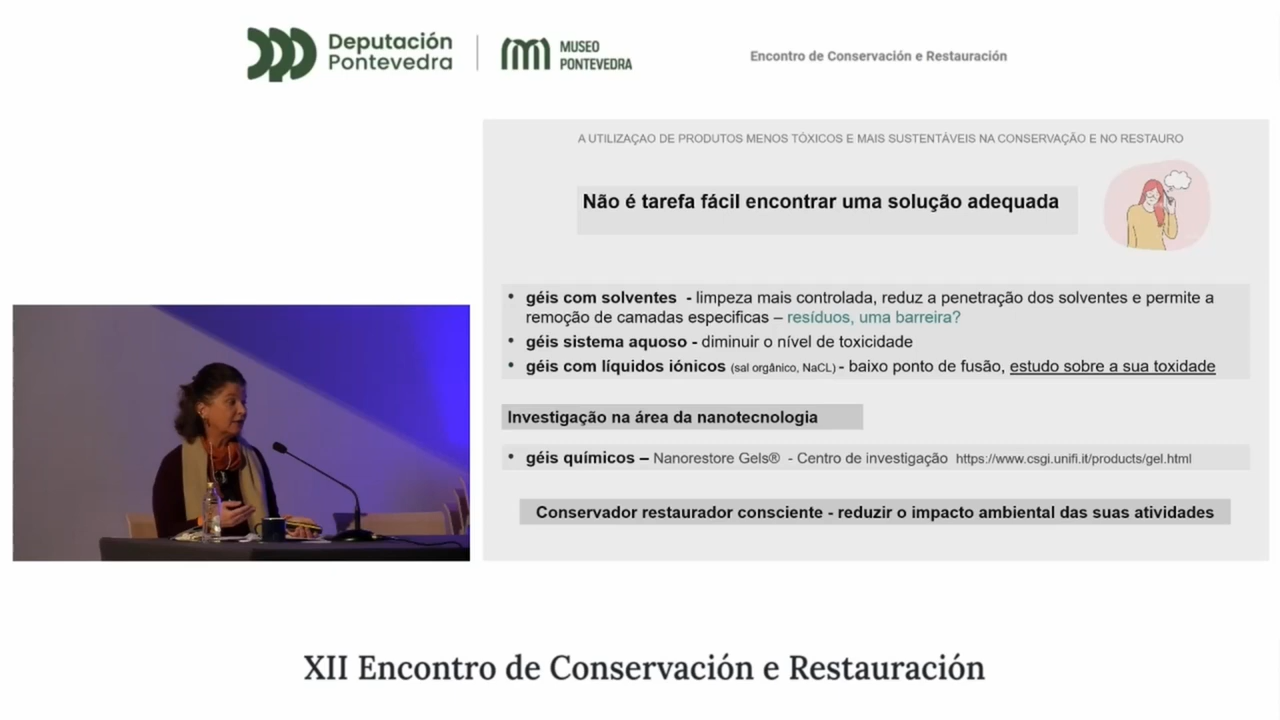 Deputación
Pontevedra
MUSEO
PONTEVEDRA
Encontro de Conservación e Restauración
A UTILIZAÇAO DE PRODUTOS MENOS TÓXICOS E MAIS SUSTENTÁVEIS NA CONSERVAÇÃO E NO RESTAURO
Não é tarefa fácil encontrar uma solução adequada
• géis com solventes - limpeza mais controlada, reduz a penetração dos solventes e permite a
remoção de camadas especificas – resíduos, uma barreira?
• géis sistema aquoso - diminuir o nível de toxicidade
• géis com líquidos iónicos (sal orgânico, NaCL) - baixo ponto de fusão, estudo sobre a sua toxidade
Investigação na área da nanotecnologia
• géis químicos – Nanorestore Gels® - Centro de investigação https://www.csgi.unifi.it/products/gel.html
Conservador restaurador consciente - reduzir o impacto ambiental das suas atividades
XII Encontro de Conservación e Restauración